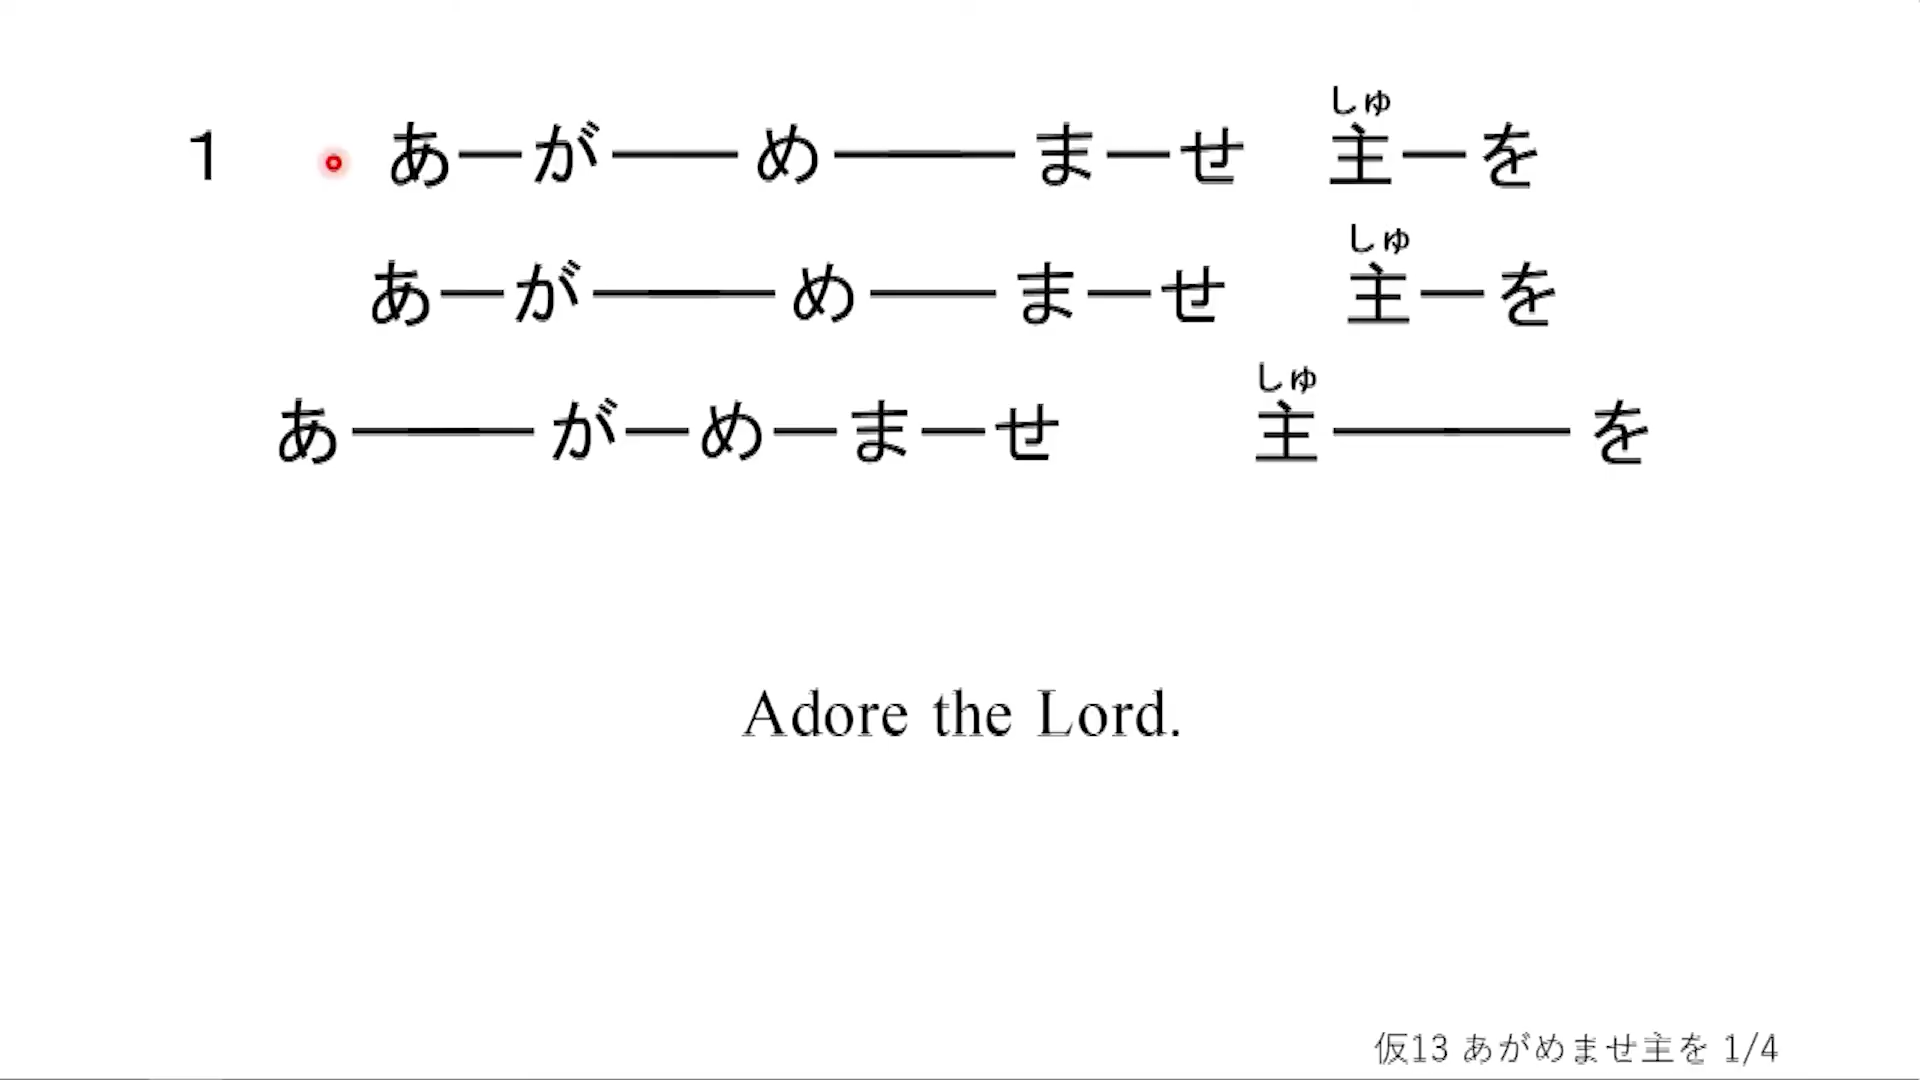 1 あーがーーめーーーまーせ 主ーを
しゅ
あーがーーーめーーまーせ 主ーを
しゅ
あーーーがーめーまーせ 主ーーーーを
しゅ
Adore the Lord.
仮13 あがめませ主を 1/4